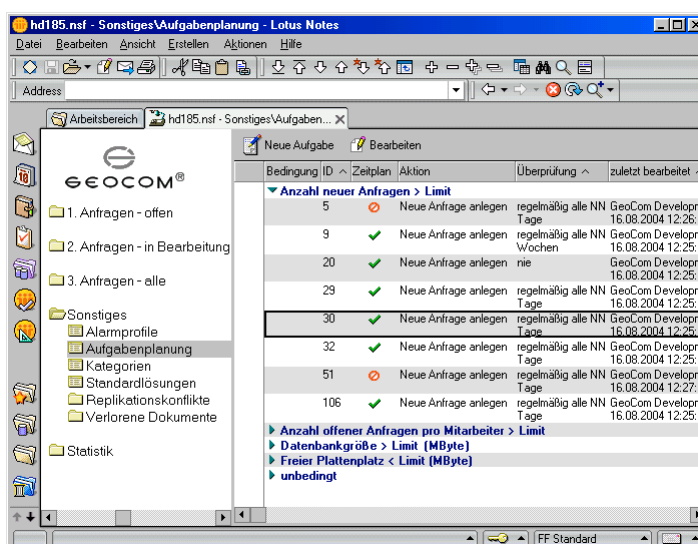 hd185.nsf - Sonstiges\Aufgabenplanung - Lotus Notes
Datei Bearbeiten Ansicht Erstellen Aktionen Hilfe
Address
Arbeitsbereich hd185.nsf - Sonstiges\Aufgaben...
Neue Aufgabe Bearbeiten
GEOCOM®
1. Anfragen - offen
2. Anfragen - in Bearbeitung
3. Anfragen - alle
Sonstiges
Alarmprofile
Aufgabenplanung
Kategorien
Standardlösungen
Replikationskonflikte
Verlorene Dokumente
Statistik
Bedingung ID Zeitplan Aktion Überprüfung zuletzt bearbeitet
Anzahl neuer Anfragen > Limit
5 Neue Anfrage anlegen regelmäßig alle NN GeoCom Developm
Tage 16.08.2004 12:26:
9 Neue Anfrage anlegen regelmäßig alle NN GeoCom Developm
Wochen 16.08.2004 12:25:
20 Neue Anfrage anlegen nie GeoCom Developm
16.08.2004 12:25:
29 Neue Anfrage anlegen regelmäßig alle NN GeoCom Developm
Tage 16.08.2004 12:25:
30 Neue Anfrage anlegen regelmäßig alle NN GeoCom Developm
Tage 16.08.2004 12:25:
32 Neue Anfrage anlegen regelmäßig alle NN GeoCom Developm
Tage 16.08.2004 12:25:
51 Neue Anfrage anlegen regelmäßig alle NN GeoCom Developm
Tage 16.08.2004 12:27:
106 Neue Anfrage anlegen regelmäßig alle NN GeoCom Developm
Tage 16.08.2004 12:25:
Anzahl offener Anfragen pro Mitarbeiter > Limit
Datenbankgröße > Limit (MByte)
Freier Plattenplatz < Limit (MByte)
unbedingt
FF Standard